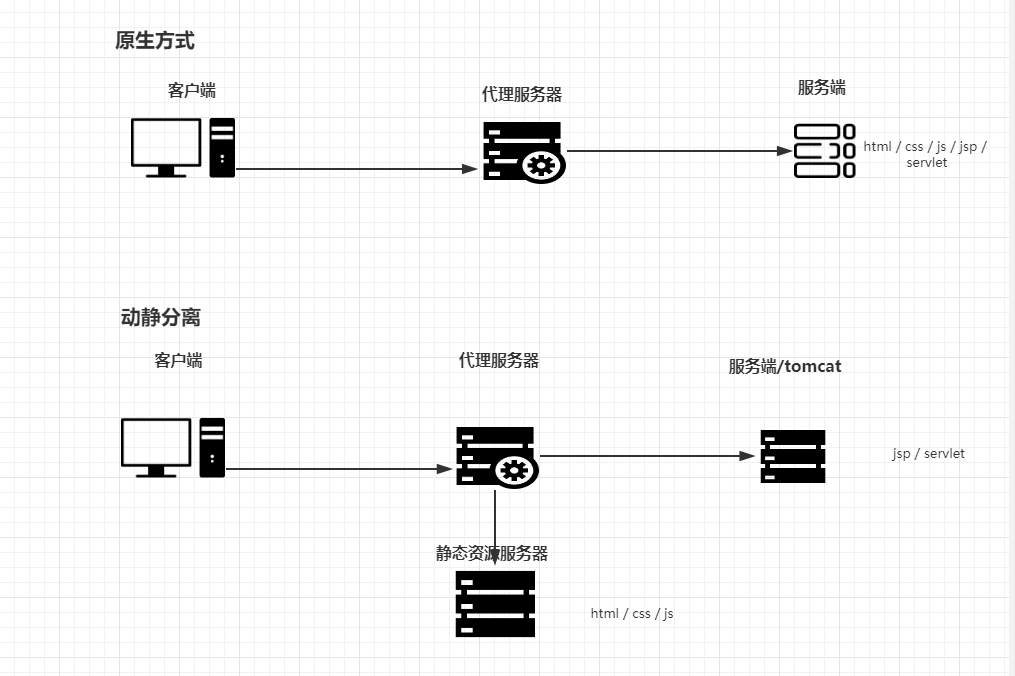 原生方式
客户端
代理服务器
服务端
html / css / js / jsp /
servlet
动静分离
客户端
代理服务器
服务端/tomcat
jsp / servlet
静态资源服务器
html / css / js